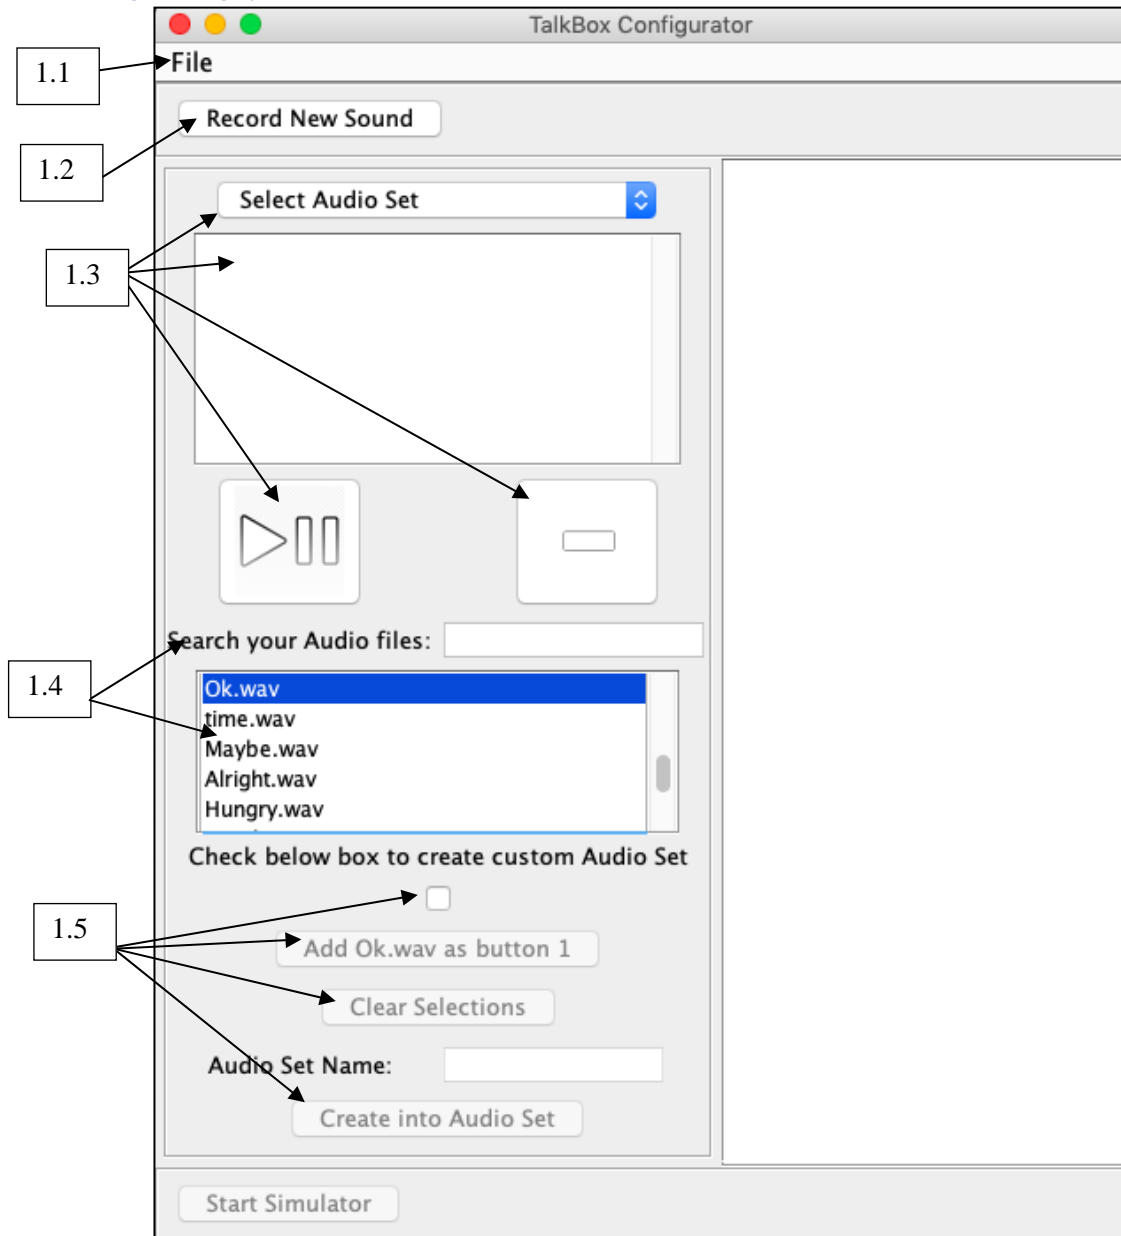 TalkBox Configurator
1.1
File
Record New Sound
1.2
Select Audio Set
1.3
Search your Audio files:
1.4
Ok.wav
time.wav
Maybe.wav
Alright.wav
Hungry.wav
Check below box to create custom Audio Set
1.5
Add Ok.wav as button 1
Clear Selections
Audio Set Name:
Create into Audio Set
Start Simulator